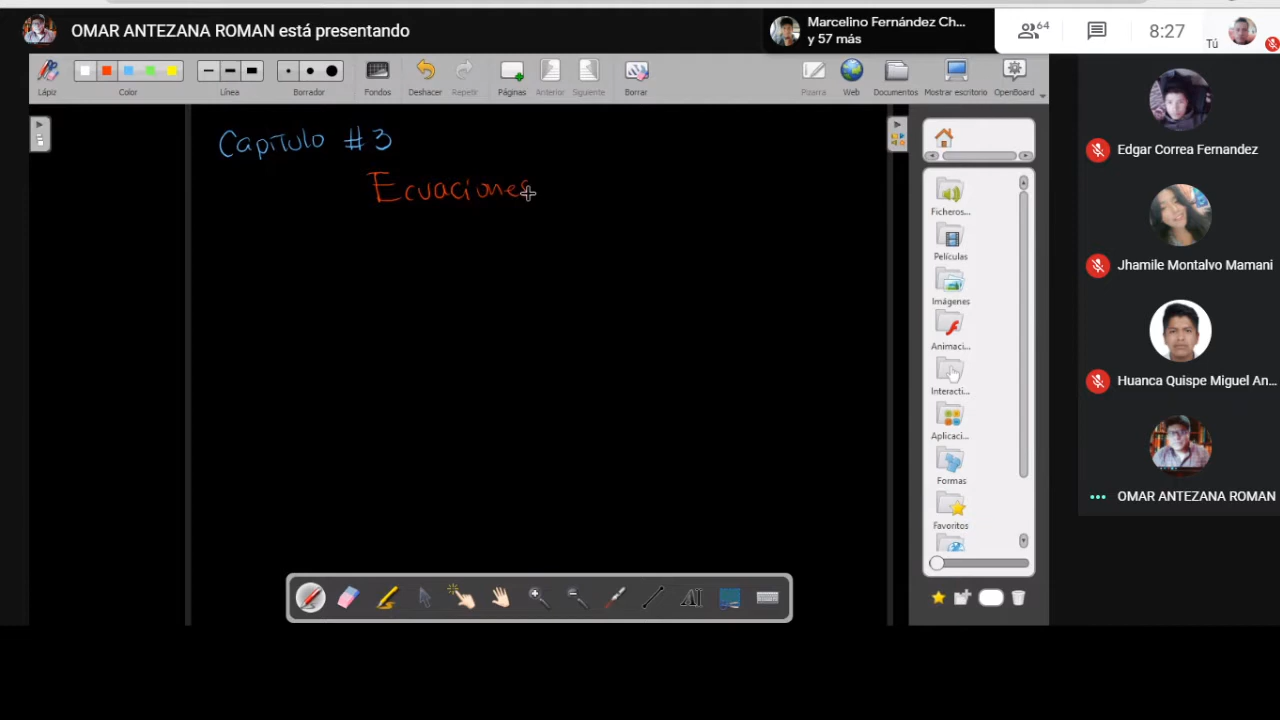 OMAR ANTEZANA ROMAN está presentando
Marcelino Fernández Ch...
y 57 más
64
8:27
Tú
Lápiz
Color
Línea
Borrador
Fondos
Deshacer
Repetir
Páginas
Anterior
Siguiente
Borrar
Pizarra
Web
Documentos
Mostrar escritorio
OpenBoard
Capítulo # 3
Ecuaciones
Ficheros...
Películas
Imágenes
Animaci...
Interacti...
Aplicaci...
Formas
Favoritos
Edgar Correa Fernandez
Jhamile Montalvo Mamani
Huanca Quispe Miguel An...
OMAR ANTEZANA ROMAN
AI